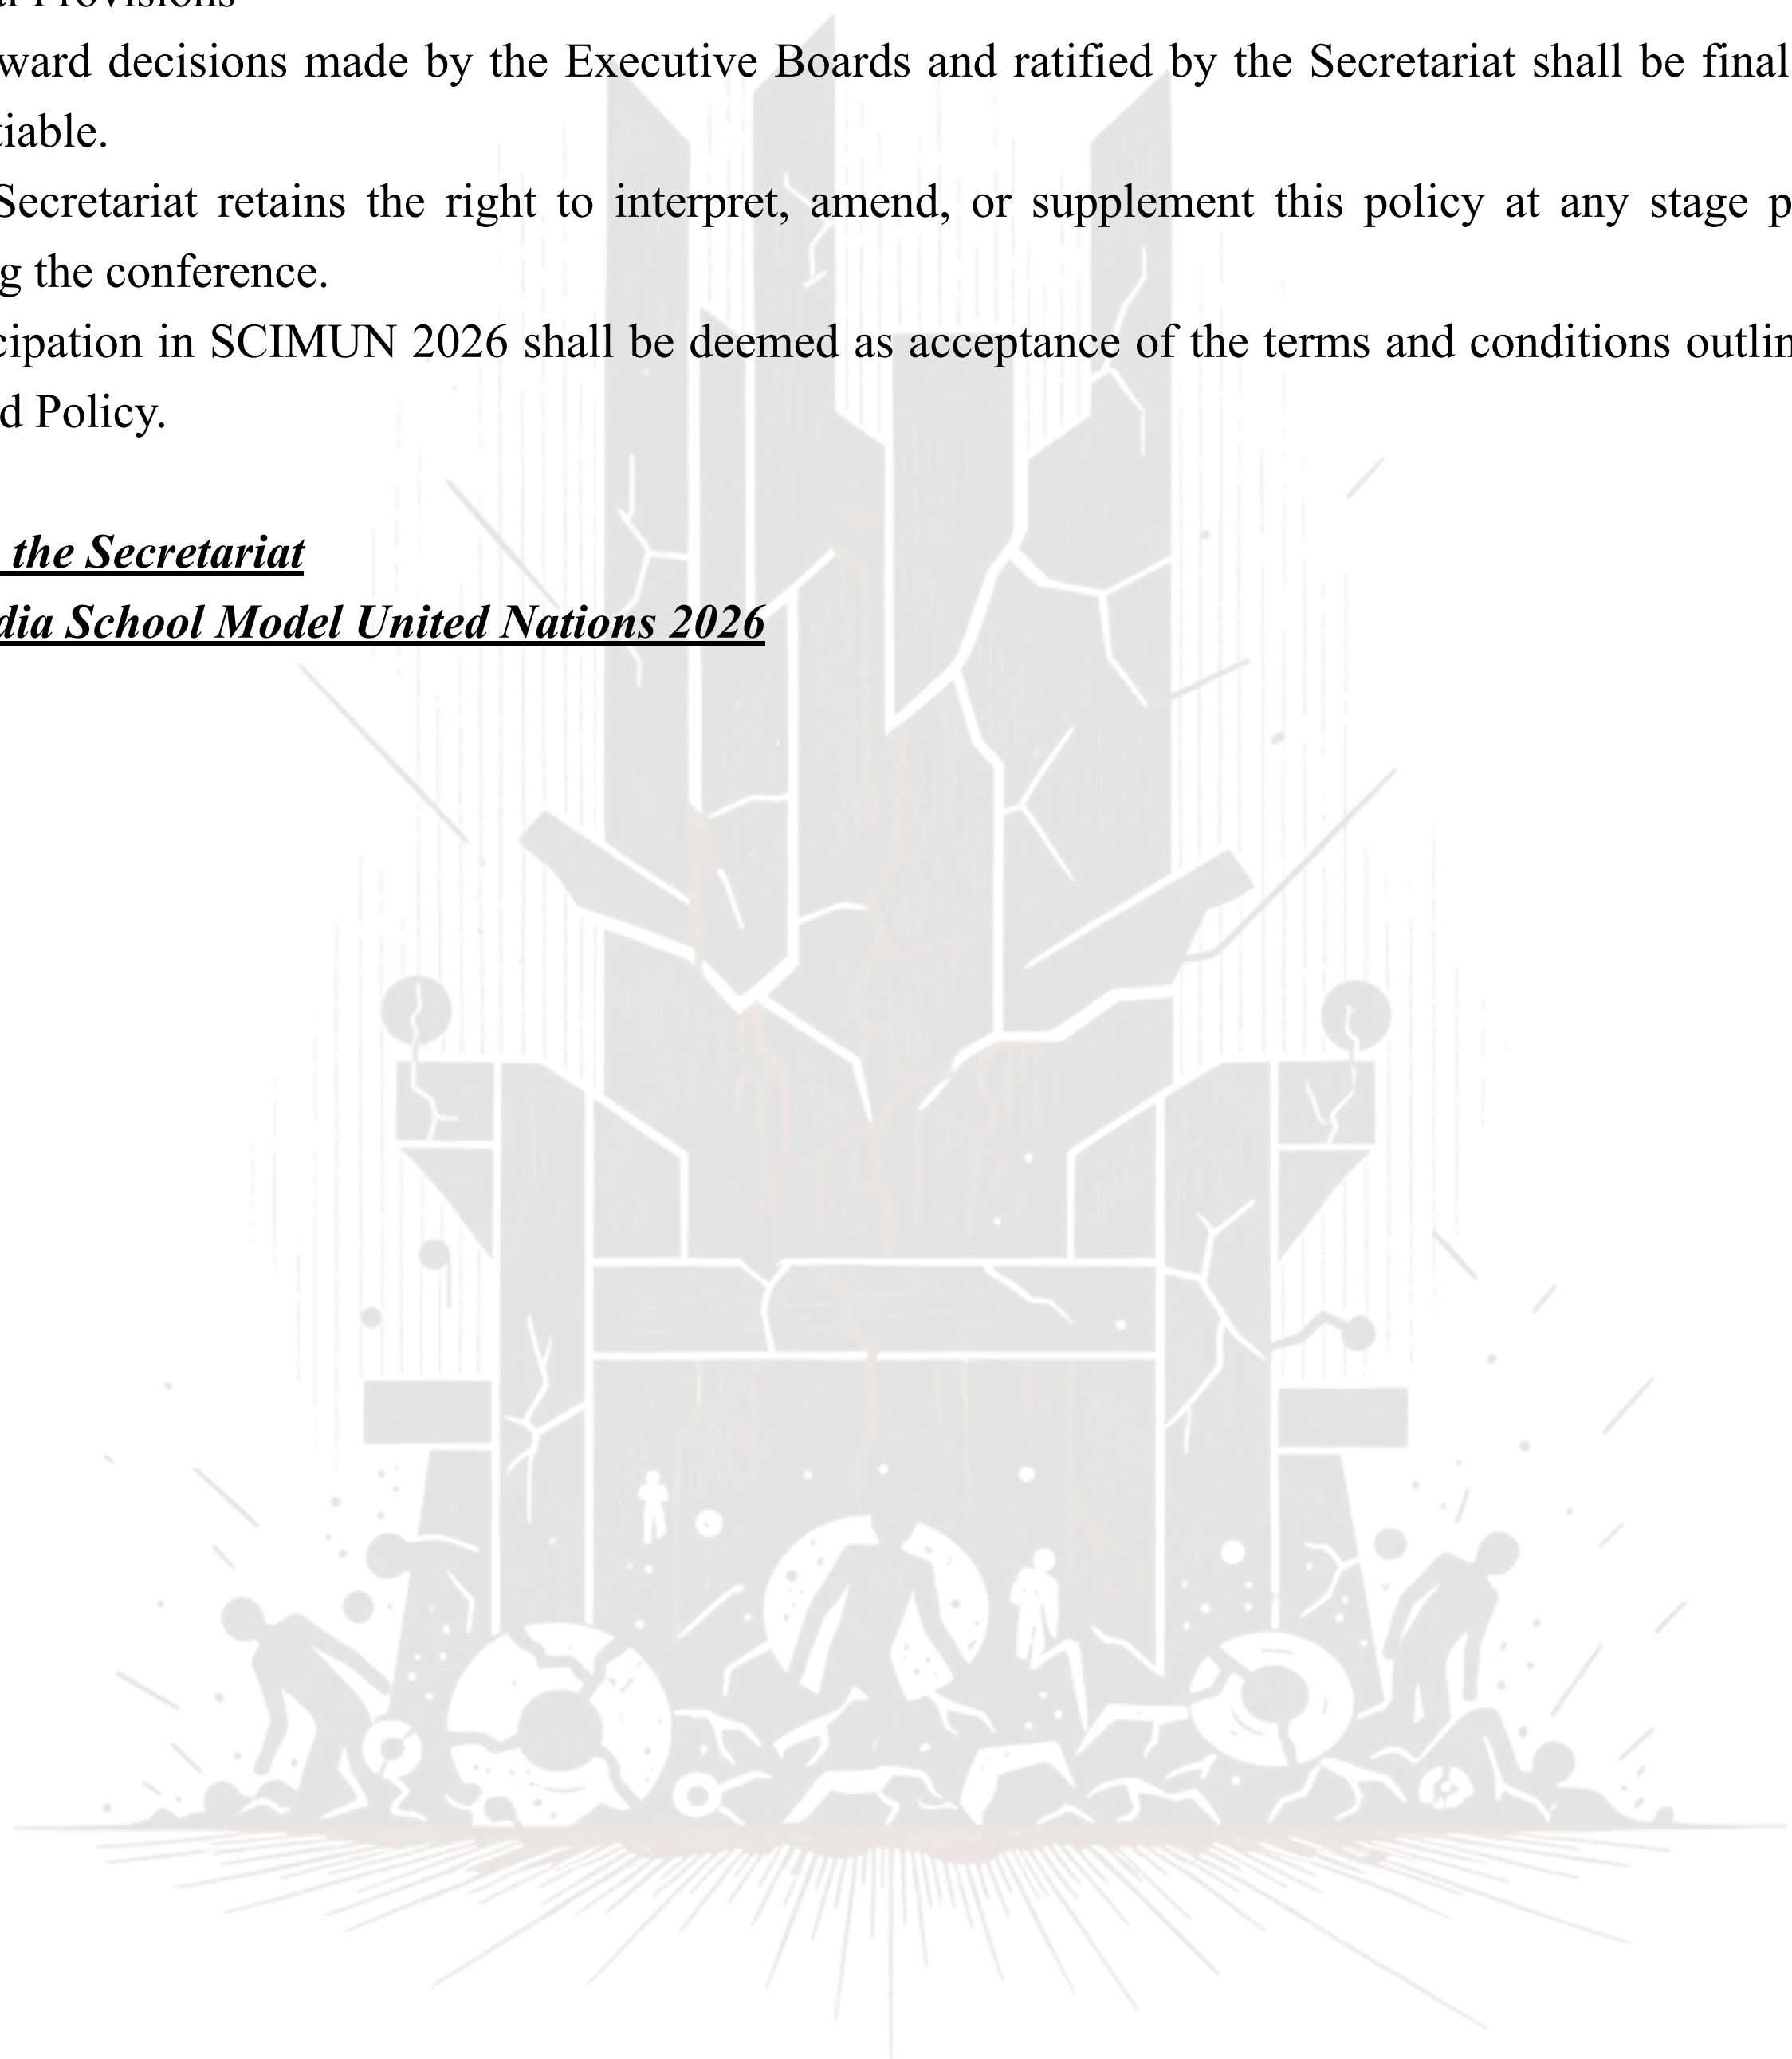 al Provisions
ward decisions made by the Executive Boards and ratified by the Secretariat shall be final
tiable.
Secretariat retains the right to interpret, amend, or supplement this policy at any stage p
g the conference.
cipation in SCIMUN 2026 shall be deemed as acceptance of the terms and conditions outlin
d Policy.
the Secretariat
dia School Model United Nations 2026